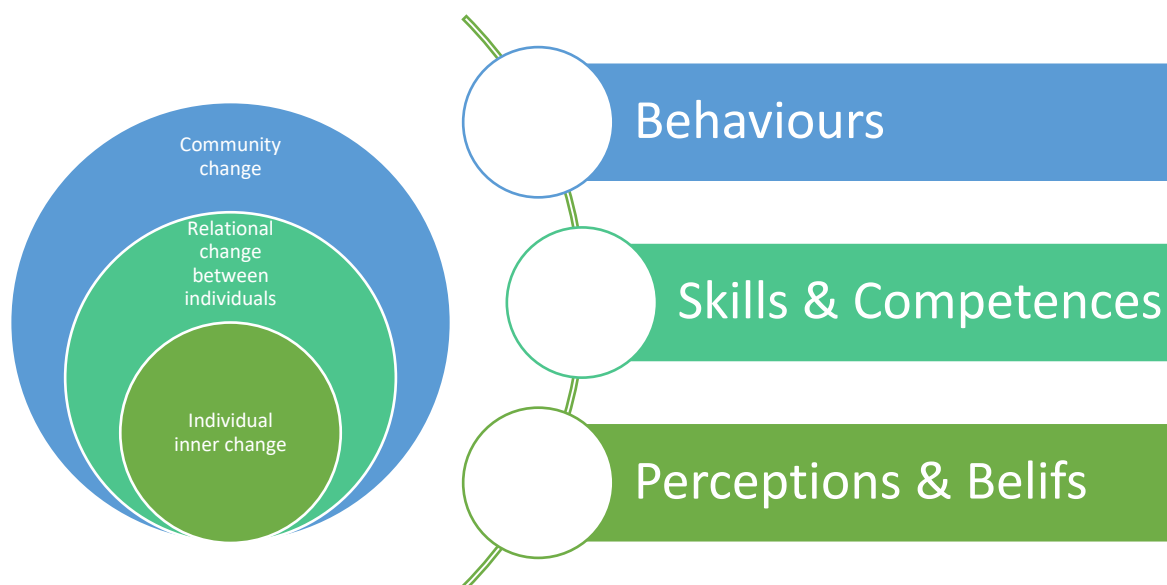 Community
change
Relational
change
between
individuals
Individual
inner change
Behaviours
Skills & Competences
Perceptions & Belifs